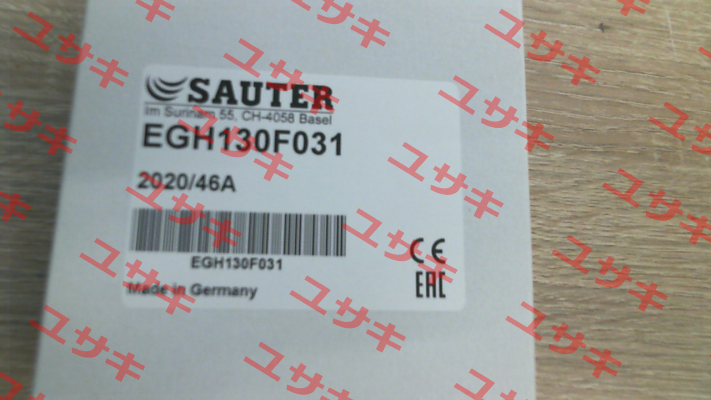 SAUTER
Im Surinam 55, CH-4058 Basel
EGH130F031
2020/46A
EGH130F031
CE
EAC
Made in Germany
ユサキ